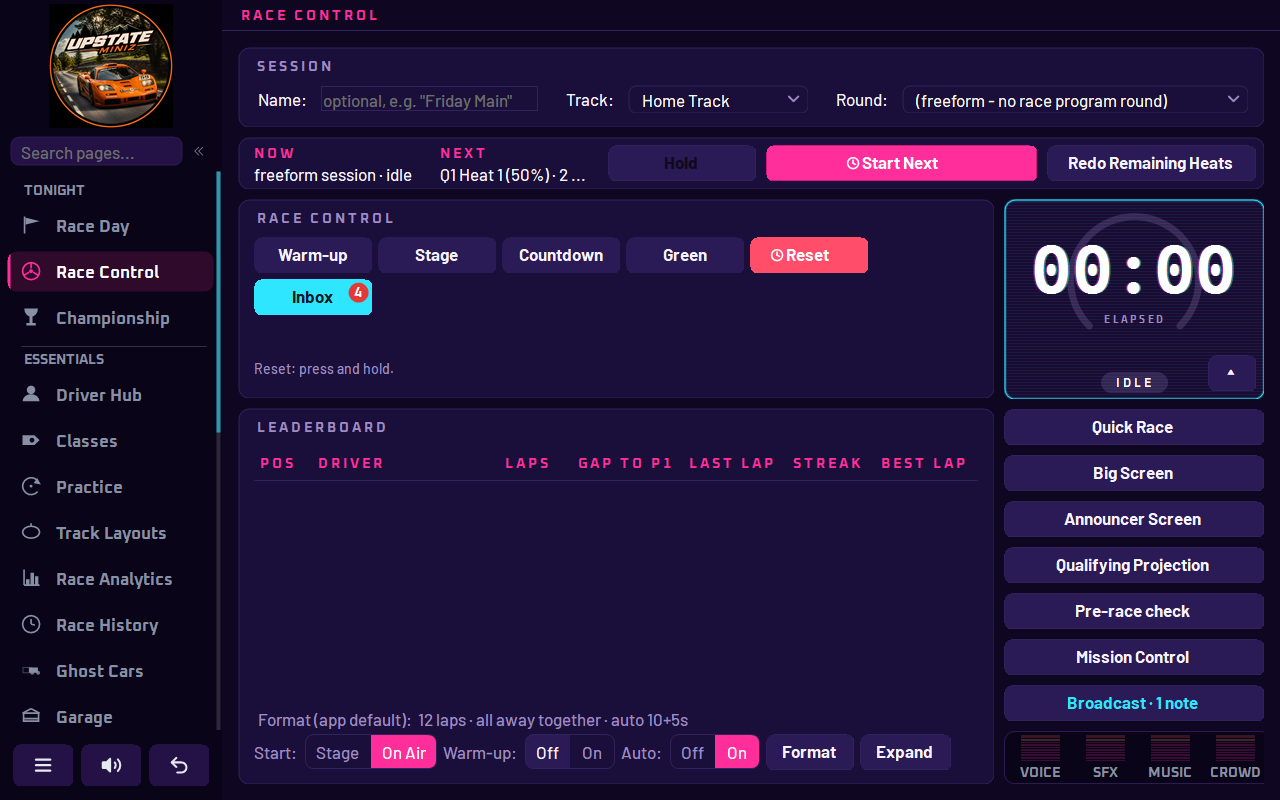 UPSTATE
MINIZ
Search pages...
«
TONIGHT
Race Day
Race Control
Championship
ESSENTIALS
Driver Hub
Classes
Practice
Track Layouts
Race Analytics
Race History
Ghost Cars
Garage
RACE CONTROL
SESSION
Name: optional, e.g. "Friday Main" Track: Home Track Round: (freeform - no race program round)
NOW
freeform session · idle
NEXT
Q1 Heat 1 (50%) · 2 ...
Hold
Start Next
Redo Remaining Heats
RACE CONTROL
Warm-up Stage Countdown Green Reset
Inbox 4
Reset: press and hold.
00:00
ELAPSED
IDLE
LEADERBOARD
POS DRIVER LAPS GAP TO P1 LAST LAP STREAK BEST LAP
Format (app default): 12 laps · all away together · auto 10+5s
Start: Stage On Air Warm-up: Off On Auto: Off On Format Expand
Quick Race
Big Screen
Announcer Screen
Qualifying Projection
Pre-race check
Mission Control
Broadcast · 1 note
VOICE SFX MUSIC CROWD